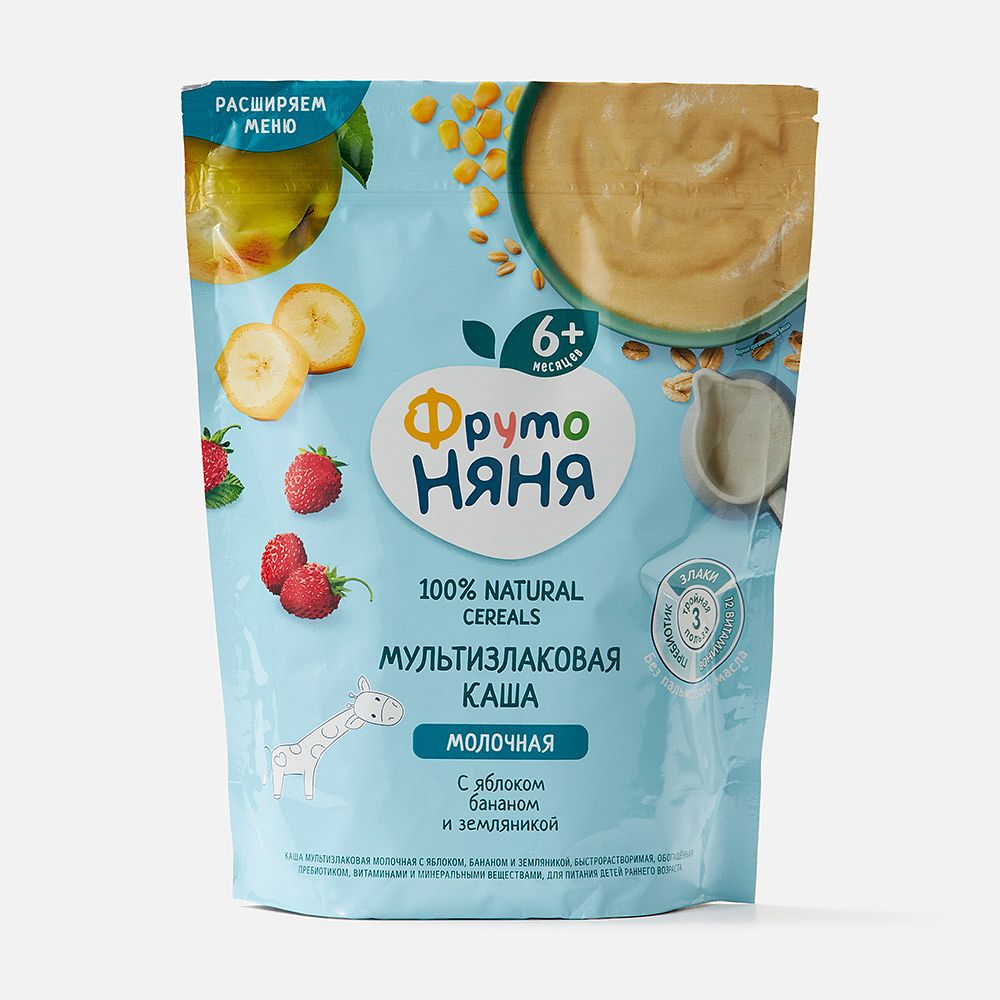 РАСШИРЯЕМ
МЕНЮ
6+
месяцев
Фруто
НЯНЯ
100% NATURAL
CEREALS
МУЛЬТИЗЛАКОВАЯ
КАША
МОЛОЧНАЯ
С яблоком
бананом
и земляникой
ЗЛАКИ
12 ВИТАМИНОВ
ПРЕБИОТИК
тройная
3
польза
Без пальмового масла
КАША МУЛЬТИЗЛАКОВАЯ МОЛОЧНАЯ С ЯБЛОКОМ, БАНАНОМ И ЗЕМЛЯНИКОЙ, БЫСТРОРАСТВОРИМАЯ, ОБОГАЩЁННАЯ
ПРЕБИОТИКОМ, ВИТАМИНАМИ И МИНЕРАЛЬНЫМИ ВЕЩЕСТВАМИ, ДЛЯ ПИТАНИЯ ДЕТЕЙ РАННЕГО ВОЗРАСТА.